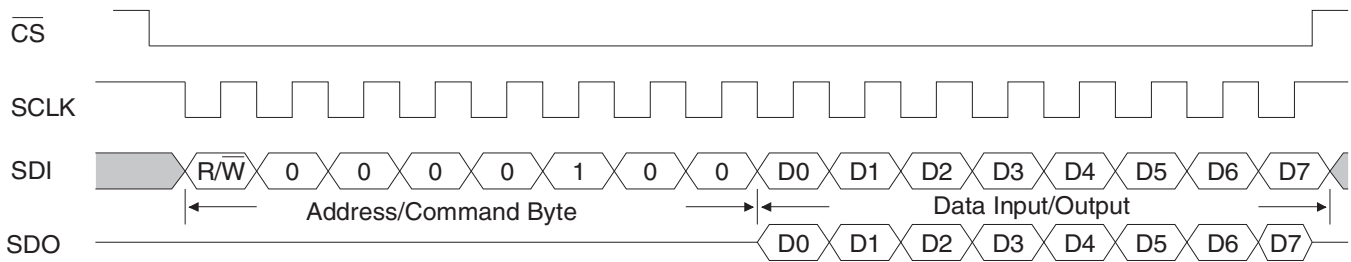 C̅S̅
SCLK
SDI R/W̅ 0 0 0 0 1 0 0 D0 D1 D2 D3 D4 D5 D6 D7
Address/Command Byte Data Input/Output
SDO D0 D1 D2 D3 D4 D5 D6 D7